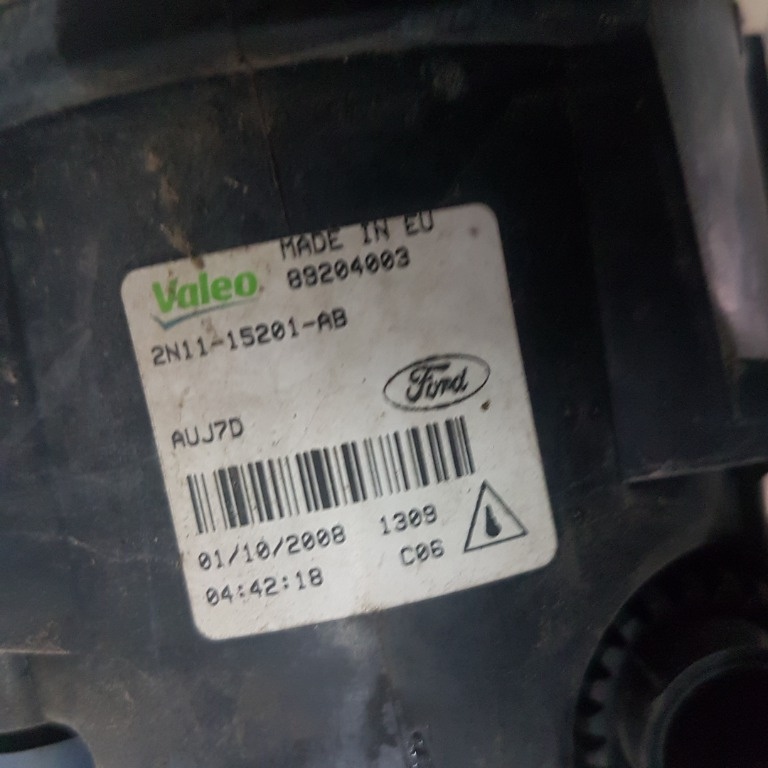 MADE IN EU
Valeo 89204003
2N11-15201-AB
Ford
AUJ7D
01/10/2008 1309
04:42:18 C06